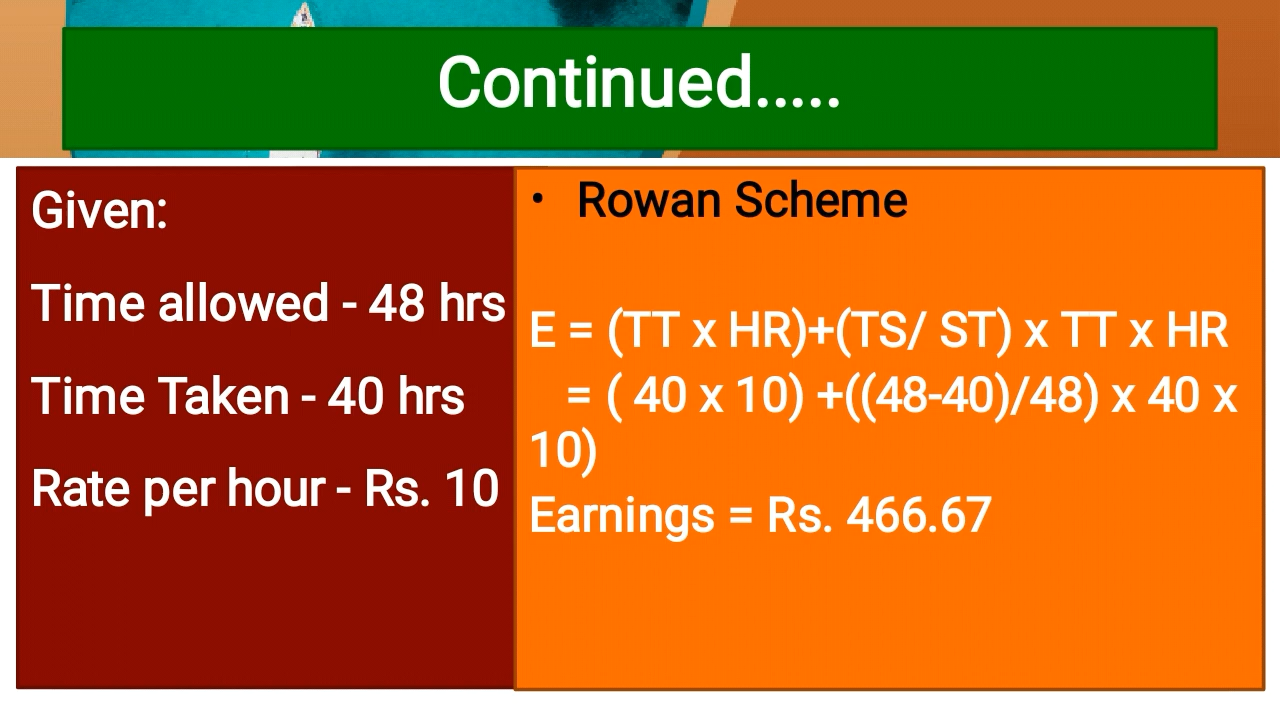 Continued.....
Given:
Time allowed - 48 hrs
Time Taken - 40 hrs
Rate per hour - Rs. 10
• Rowan Scheme
E = (TT x HR)+(TS/ ST) x TT x HR
= ( 40 x 10) +((48-40)/48) x 40 x
10)
Earnings = Rs. 466.67